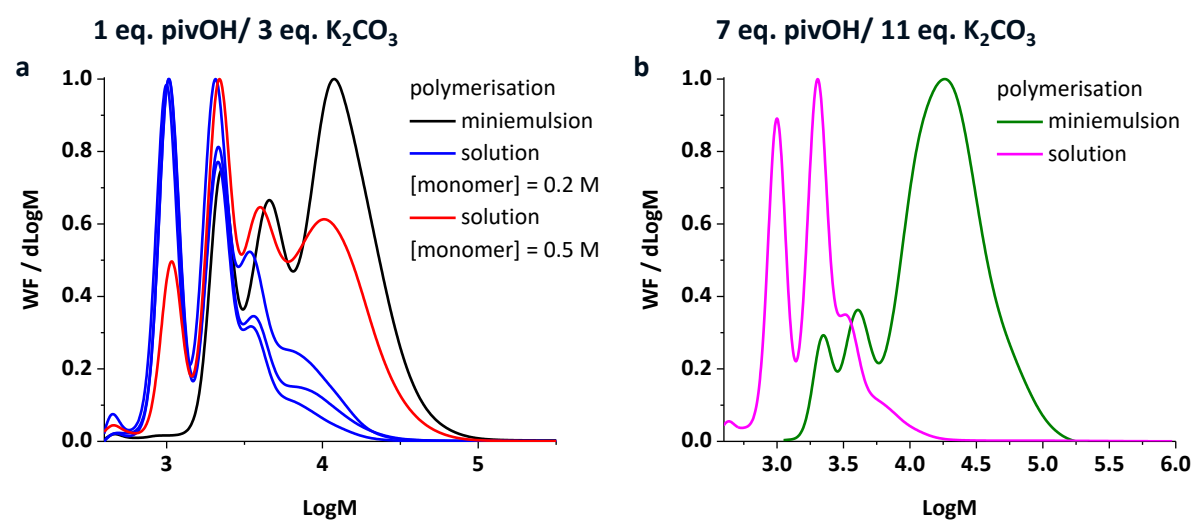 1 eq. pivOH/ 3 eq. K₂CO₃
7 eq. pivOH/ 11 eq. K₂CO₃
a
polymerisation
miniemulsion
solution
[monomer] = 0.2 M
solution
[monomer] = 0.5 M
1.0
0.8
0.6
0.4
0.2
0.0
WF / dLogM
3
4
5
LogM
b
polymerisation
miniemulsion
solution
1.0
0.8
0.6
0.4
0.2
0.0
WF / dLogM
3.0
3.5
4.0
4.5
5.0
5.5
6.0
LogM